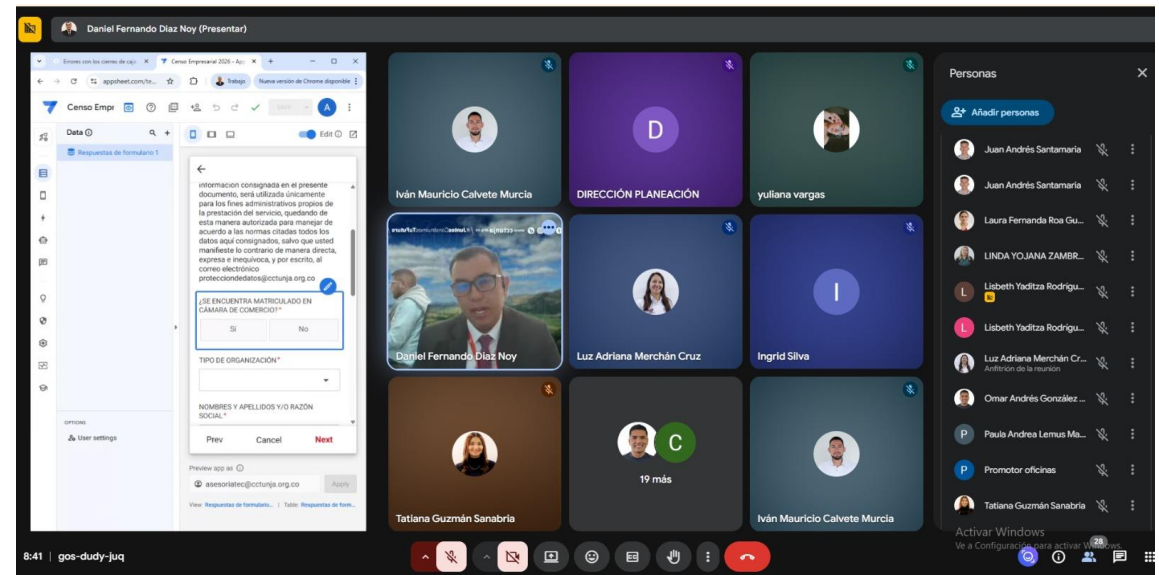 Daniel Fernando Diaz Noy (Presentar)
Errores con los cierres de caja
Censo Empresarial 2026 - App
appsheet.com/te...
Trabajo
Nueva versión de Chrome disponible
Censo Empr
A
Data
Edit
Respuestas de formulario 1
información consignada en el presente
documento, será utilizada únicamente
para los fines administrativos propios de
la prestación del servicio, quedando de
esta manera autorizada para manejar de
acuerdo a las normas citadas todos los
datos aquí consignados, salvo que usted
manifieste lo contrario de manera directa,
expresa e inequívoca, y por escrito, al
correo electrónico
protecciondedatos@cctunja.org.co
¿SE ENCUENTRA MATRICULADO EN
CÁMARA DE COMERCIO?*
Sí No
TIPO DE ORGANIZACIÓN*
NOMBRES Y APELLIDOS Y/O RAZÓN
SOCIAL*
OPTIONS
User settings
Prev Cancel Next
Preview app as
asesoriatec@cctunja.org.co Apply
View: Respuestas de formulario... | Table: Respuestas de form...
Iván Mauricio Calvete Murcia
D
DIRECCIÓN PLANEACIÓN
yuliana vargas
Daniel Fernando Diaz Noy
Luz Adriana Merchán Cruz
I
Ingrid Silva
Tatiana Guzmán Sanabria
C
19 más
Iván Mauricio Calvete Murcia
Personas
Añadir personas
Juan Andrés Santamaria
Juan Andrés Santamaria
Laura Fernanda Roa Gu...
LINDA YOJANA ZAMBR...
L Lisbeth Yaditza Rodrígu...
L Lisbeth Yaditza Rodrígu...
Luz Adriana Merchán Cr...
Anfitrión de la reunión
Omar Andrés González ...
P Paula Andrea Lemus Ma...
P Promotor oficinas
Tatiana Guzmán Sanabria
Activar Windows
Ve a Configuración para activar Windows.
8:41 | gos-dudy-juq
28